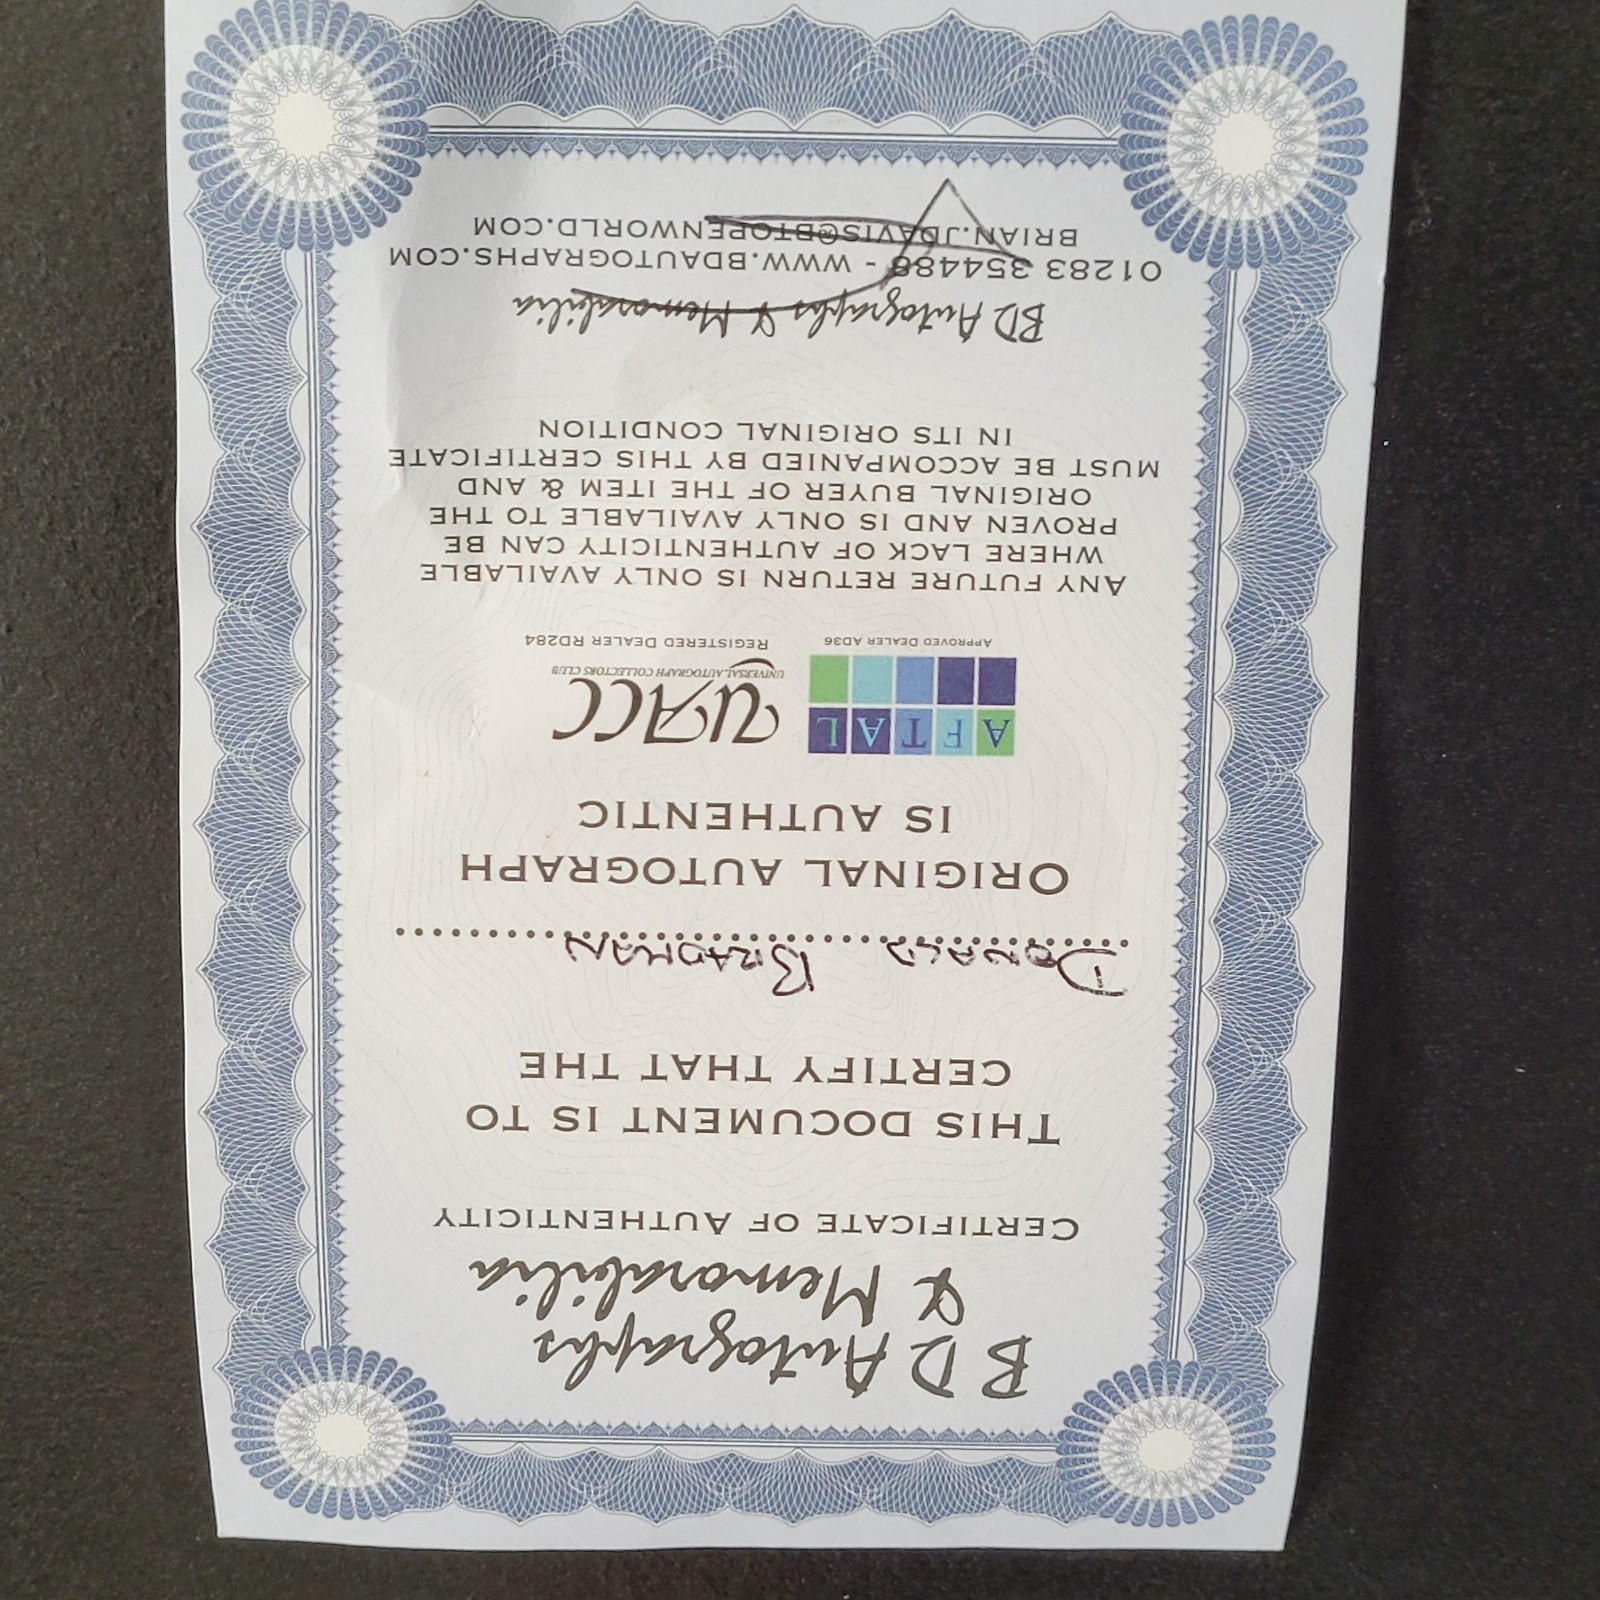 BD Autographs
& Memorabilia
CERTIFICATE OF AUTHENTICITY
THIS DOCUMENT IS TO
CERTIFY THAT THE
DONALD BRADMAN
ORIGINAL AUTOGRAPH
IS AUTHENTIC
AFTAL
APPROVED DEALER AD36
UACC
UNIVERSAL AUTOGRAPH COLLECTORS CLUB
REGISTERED DEALER RD284
ANY FUTURE RETURN IS ONLY AVAILABLE
WHERE LACK OF AUTHENTICITY CAN BE
PROVEN AND IS ONLY AVAILABLE TO THE
ORIGINAL BUYER OF THE ITEM & AND
MUST BE ACCOMPANIED BY THIS CERTIFICATE
IN ITS ORIGINAL CONDITION
BD Autographs & Memorabilia
01283 354488 - WWW.BDAUTOGRAPHS.COM
BRIAN.JDAVIS@BTOPENWORLD.COM